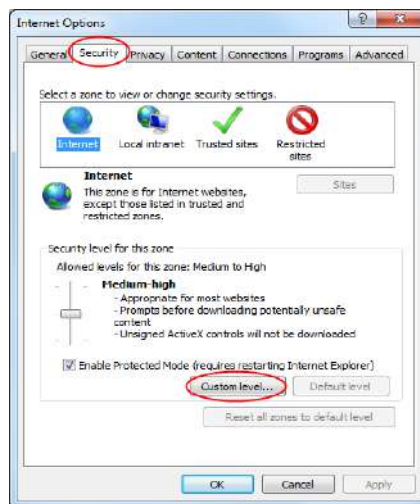 Internet Options
General Security Privacy Content Connections Programs Advanced
Select a zone to view or change security settings.
Internet Local intranet Trusted sites Restricted
sites
Internet
Sites
This zone is for Internet websites,
except those listed in trusted and
restricted zones.
Security level for this zone
Allowed levels for this zone: Medium to High
Medium-high
- Appropriate for most websites
- Prompts before downloading potentially unsafe
content
- Unsigned ActiveX controls will not be downloaded
Enable Protected Mode (requires restarting Internet Explorer)
Custom level... Default level
Reset all zones to default level
OK Cancel Apply